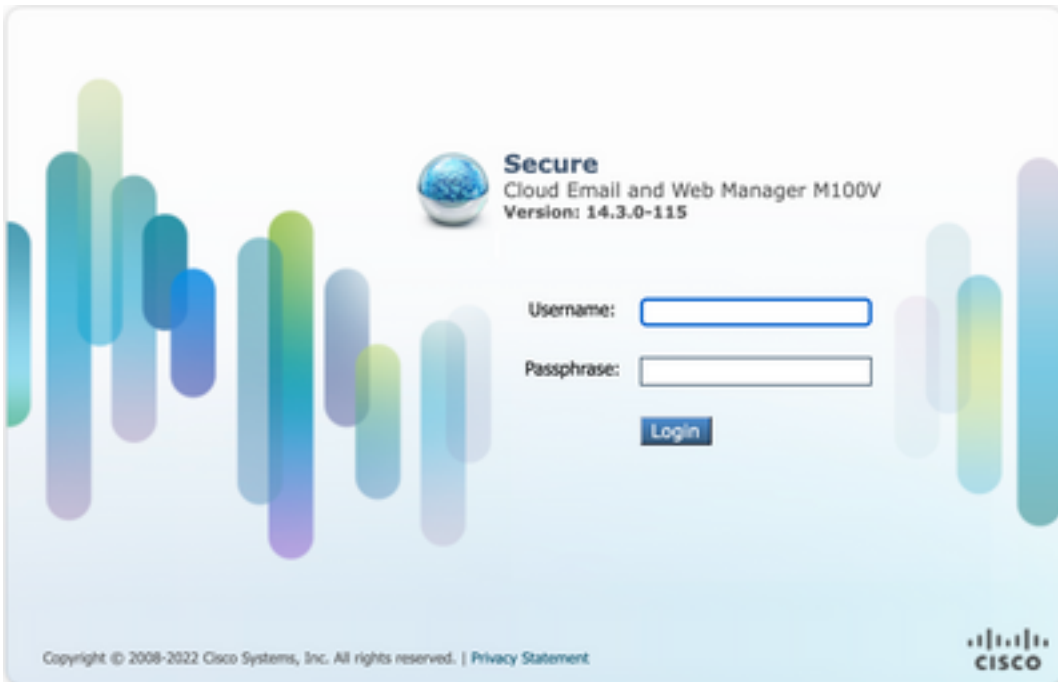 Secure
Cloud Email and Web Manager M100V
Version: 14.3.0-115
Username:
Passphrase:
Login
Copyright © 2008-2022 Cisco Systems, Inc. All rights reserved. | Privacy Statement
CISCO